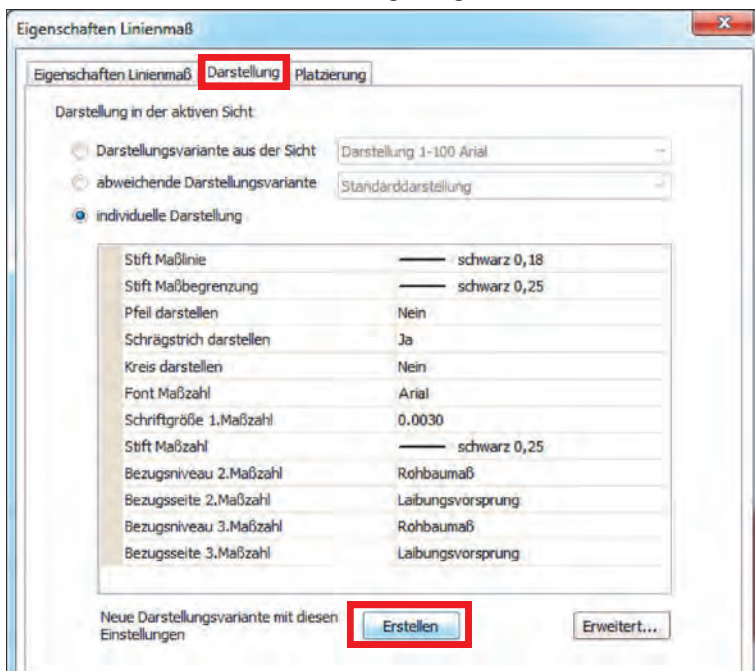 Eigenschaften Linienmaß
Eigenschaften Linienmaß Darstellung Platzierung
Darstellung in der aktiven Sicht
Darstellungsvariante aus der Sicht Darstellung 1-100 Arial
abweichende Darstellungsvariante Standarddarstellung
individuelle Darstellung
Stift Maßlinie schwarz 0,18
Stift Maßbegrenzung schwarz 0,25
Pfeil darstellen Nein
Schrägstrich darstellen Ja
Kreis darstellen Nein
Font Maßzahl Arial
Schriftgröße 1.Maßzahl 0.0030
Stift Maßzahl schwarz 0,25
Bezugsniveau 2.Maßzahl Rohbaumaß
Bezugsseite 2.Maßzahl Laibungsvorsprung
Bezugsniveau 3.Maßzahl Rohbaumaß
Bezugsseite 3.Maßzahl Laibungsvorsprung
Neue Darstellungsvariante mit diesen
Einstellungen Erstellen Erweitert...